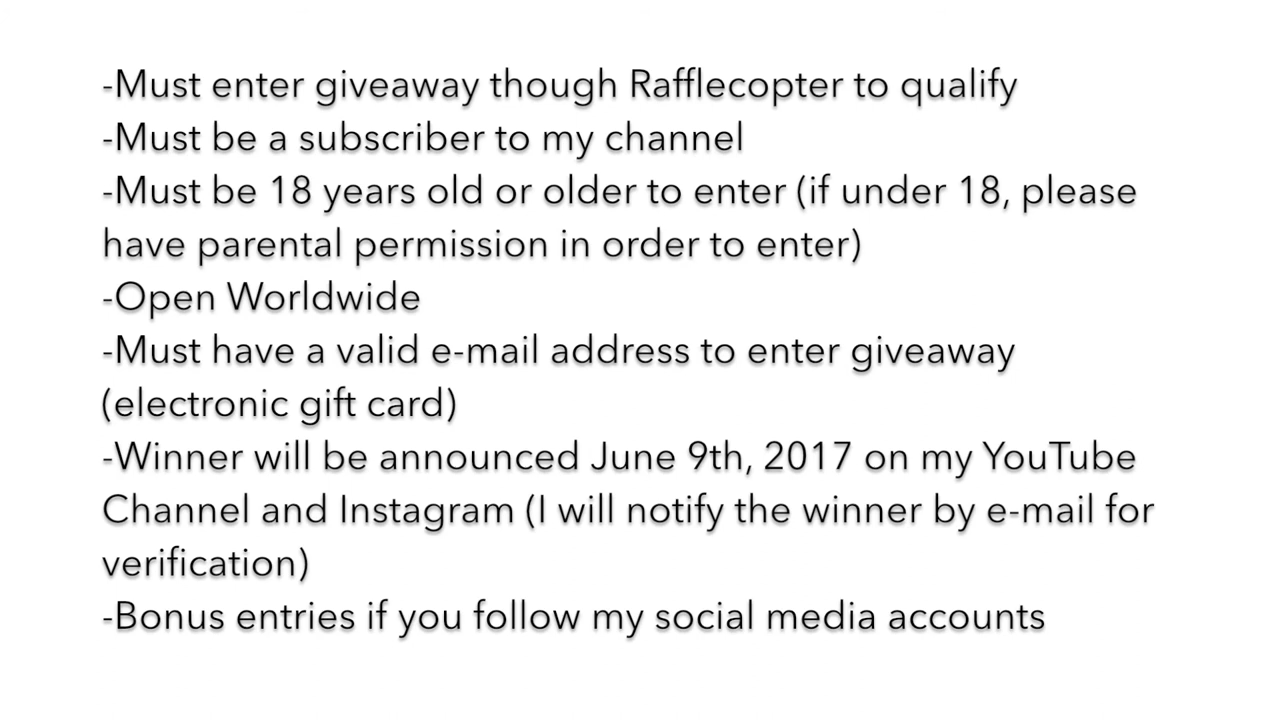 -Must enter giveaway though Rafflecopter to qualify
-Must be a subscriber to my channel
-Must be 18 years old or older to enter (if under 18, please
have parental permission in order to enter)
-Open Worldwide
-Must have a valid e-mail address to enter giveaway
(electronic gift card)
-Winner will be announced June 9th, 2017 on my YouTube
Channel and Instagram (I will notify the winner by e-mail for
verification)
-Bonus entries if you follow my social media accounts